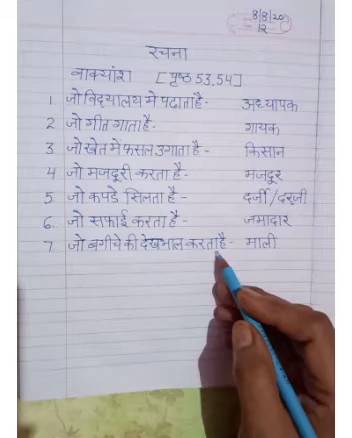 8/8/20
12
रचना
वाक्यांश [पृष्ठ 53,54]
1. जो विद्यालय मे पढाता है - अध्यापक
2 जो गीत गाता है - गायक
3. जो खेत मे फसल उगाता है - किसान
4 जो मजदूरी करता है - मजदूर
5. जो कपडे सिलता है - दर्जी/दरजी
6. जो सफाई करता है - जमादार
7 जो बगीचे की देखभाल करता है - माली